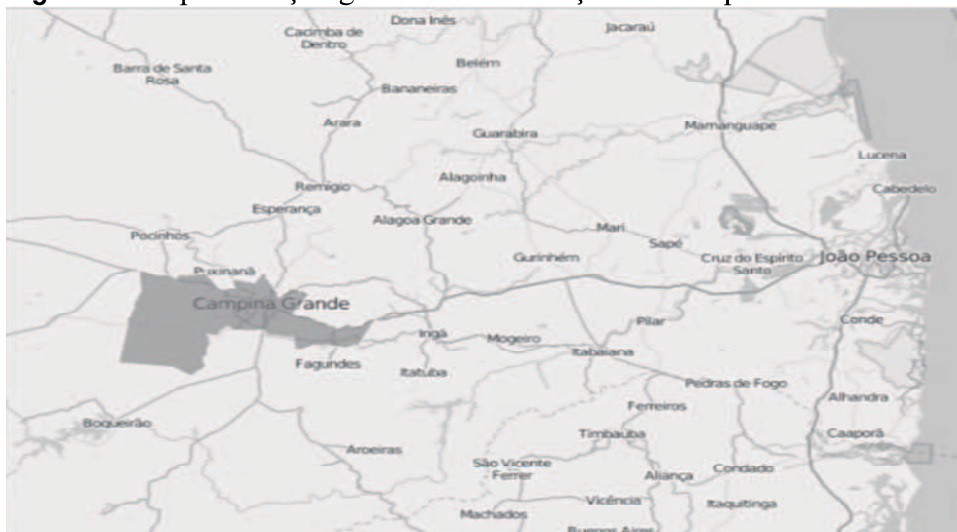 Dona Inês
Jacaraú
Cacimba de
Dentro
Belém
Barra de Santa
Rosa
Bananeiras
Arara
Guarabira
Mamanguape
Lucena
Alagoinha
Remígio
Cabedelo
Esperança
Alagoa Grande
Mari
Pocinhos
Sapé
Gurinhém
Cruz do Espírito
Santo
João Pessoa
Puxinanã
Campina Grande
Conde
Pilar
Ingá
Mogeiro
Itabaiana
Fagundes
Itatuba
Pedras de Fogo
Alhandra
Ferreiros
Boqueirão
Timbaúba
Caaporã
Aroeiras
São Vicente
Ferrer
Condado
Aliança
Vicência
Itaquitinga
Machados
Buenos Aires